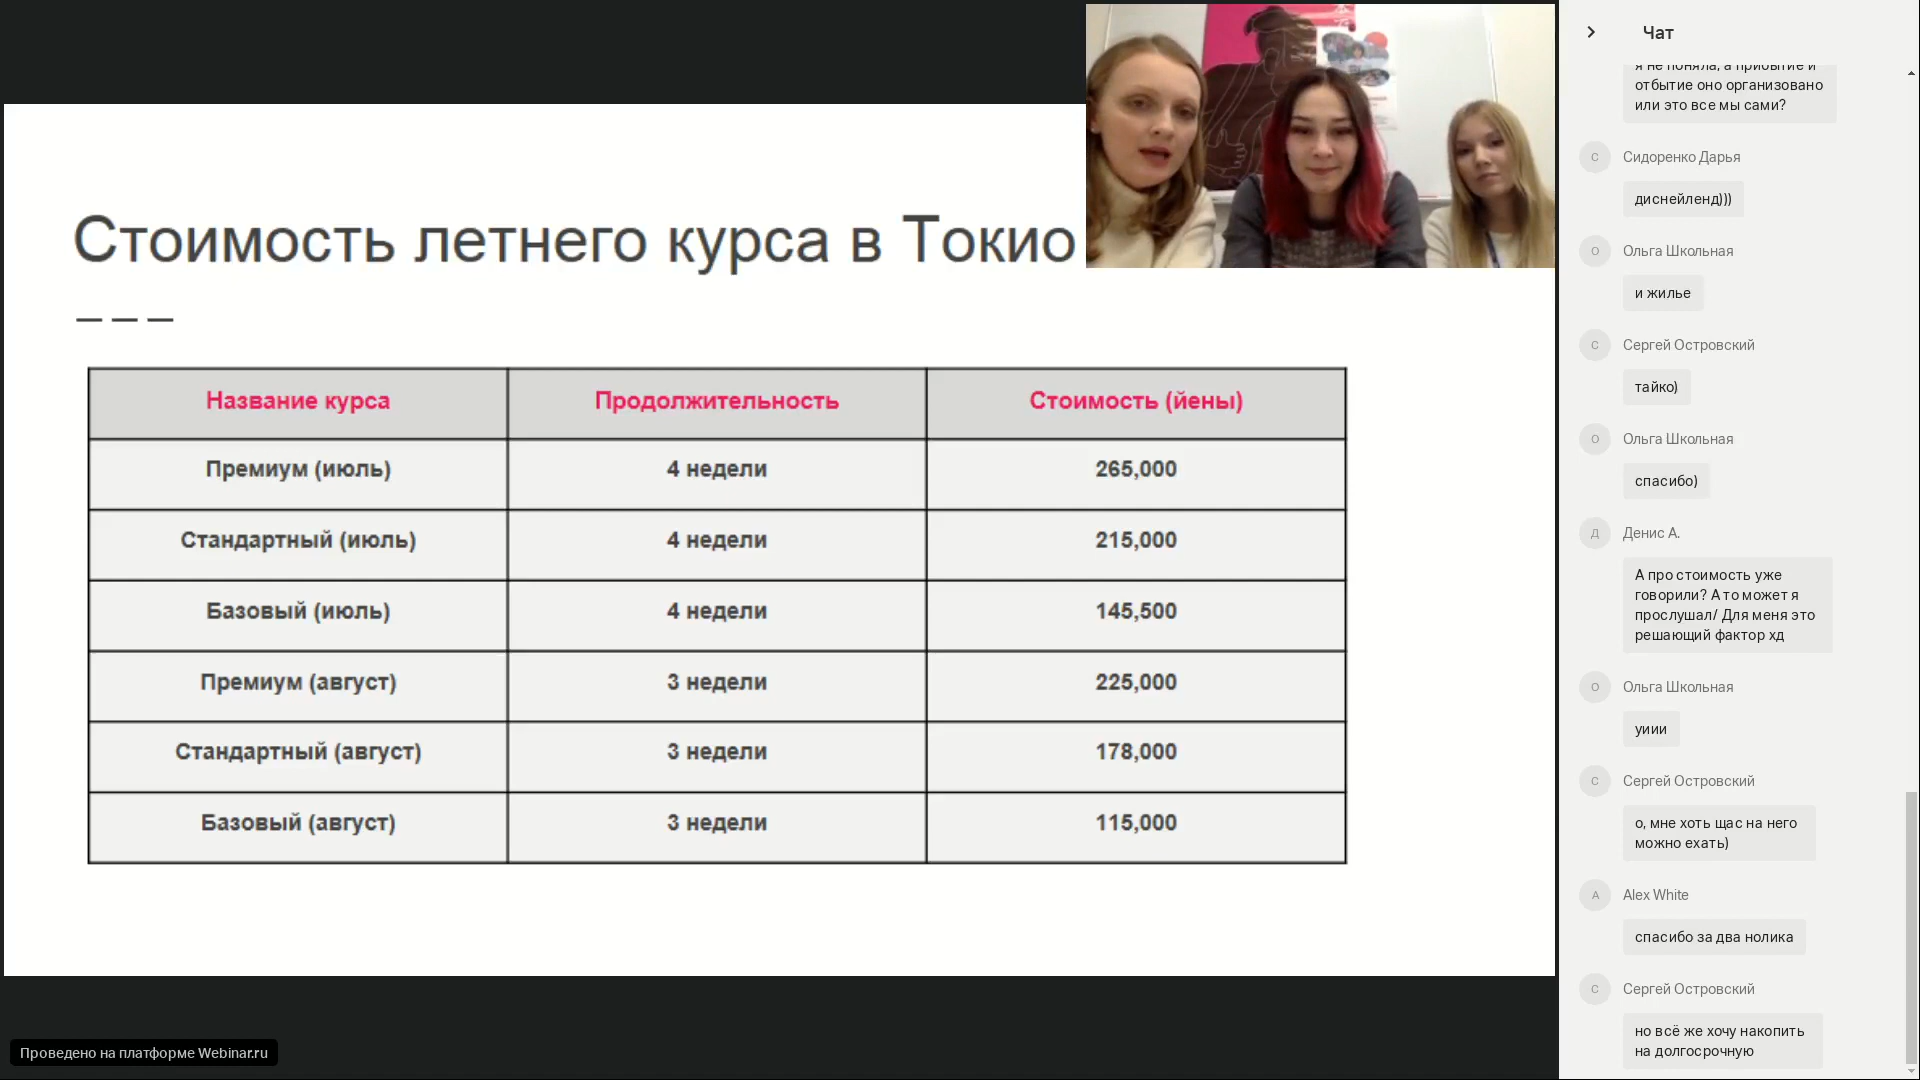 Стоимость летнего курса в Токио
Название курса Продолжительность Стоимость (йены)
Премиум (июль) 4 недели 265,000
Стандартный (июль) 4 недели 215,000
Базовый (июль) 4 недели 145,500
Премиум (август) 3 недели 225,000
Стандартный (август) 3 недели 178,000
Базовый (август) 3 недели 115,000
Проведено на платформе Webinar.ru
Чат
я не поняла, а прибытие и
отбытие оно организовано
или это все мы сами?
С
Сидоренко Дарья
диснейленд)))
О
Ольга Школьная
и жилье
С
Сергей Островский
тайко)
О
Ольга Школьная
спасибо)
Д
Денис А.
А про стоимость уже
говорили? А то может я
прослушал/ Для меня это
решающий фактор хд
О
Ольга Школьная
уиии
С
Сергей Островский
о, мне хоть щас на него
можно ехать)
A
Alex White
спасибо за два нолика
С
Сергей Островский
но всё же хочу накопить
на долгосрочную